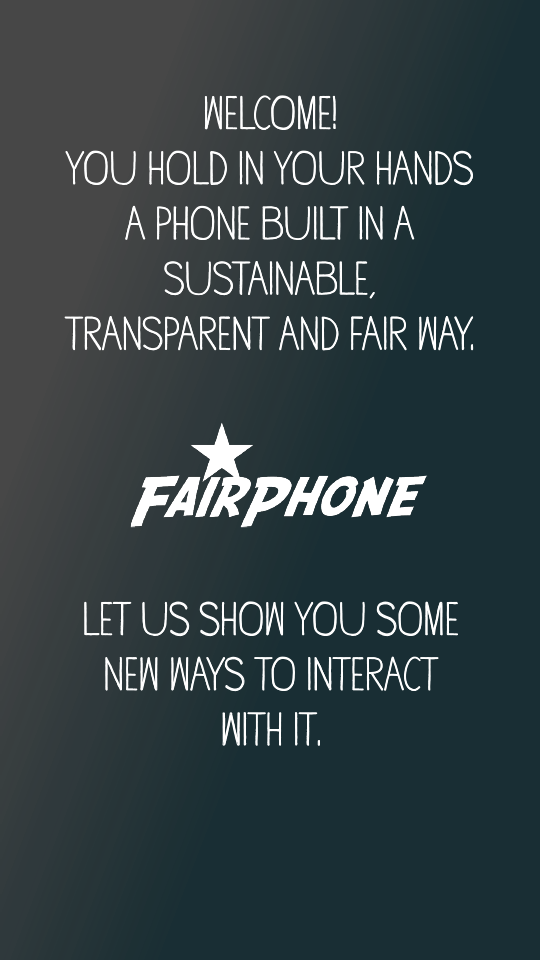 WELCOME!
YOU HOLD IN YOUR HANDS
A PHONE BUILT IN A
SUSTAINABLE,
TRANSPARENT AND FAIR WAY.
FAIRPHONE
LET US SHOW YOU SOME
NEW WAYS TO INTERACT
WITH IT.